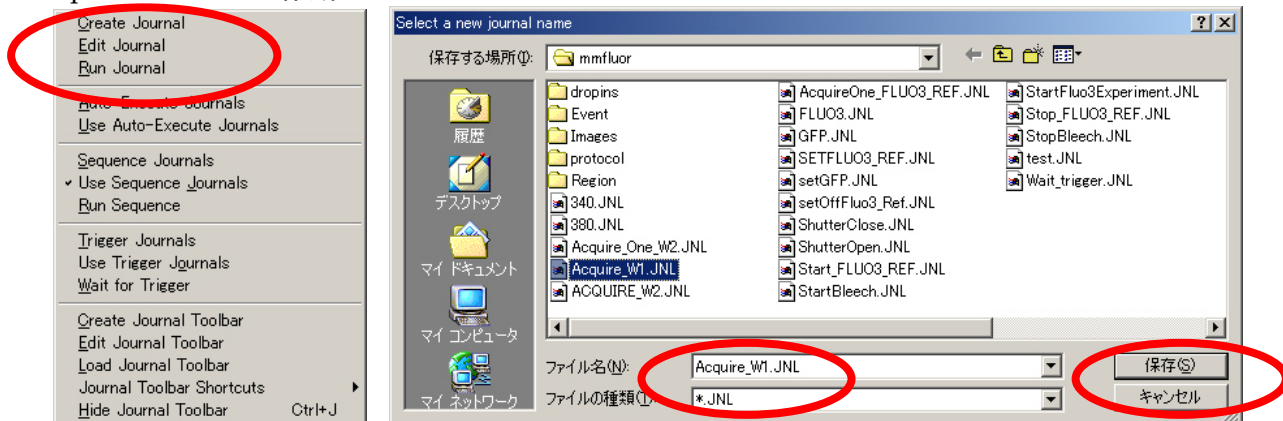 Create Journal
Edit Journal
Run Journal
Auto-Execute Journals
Use Auto-Execute Journals
Sequence Journals
Use Sequence Journals
Run Sequence
Trigger Journals
Use Trigger Journals
Wait for Trigger
Create Journal Toolbar
Edit Journal Toolbar
Load Journal Toolbar
Journal Toolbar Shortcuts
Hide Journal Toolbar Ctrl+J
Select a new journal name
保存する場所(I): mmfluor
履歴
デスクトップ
マイ ドキュメント
マイ コンピュータ
マイ ネットワーク
dropins
Event
Images
protocol
Region
340.JNL
380.JNL
Acquire_One_W2.JNL
Acquire_W1.JNL
ACQUIRE_W2.JNL
AcquireOne_FLUO3_REF.JNL
FLUO3.JNL
GFP.JNL
SETFLUO3_REF.JNL
setGFP.JNL
setOffFluo3_Ref.JNL
ShutterClose.JNL
ShutterOpen.JNL
Start_FLUO3_REF.JNL
StartBleech.JNL
StartFluo3Experiment.JNL
Stop_FLUO3_REF.JNL
StopBleech.JNL
test.JNL
Wait_trigger.JNL
ファイル名(N): Acquire_W1.JNL 保存(S)
ファイルの種類(T): *.JNL キャンセル